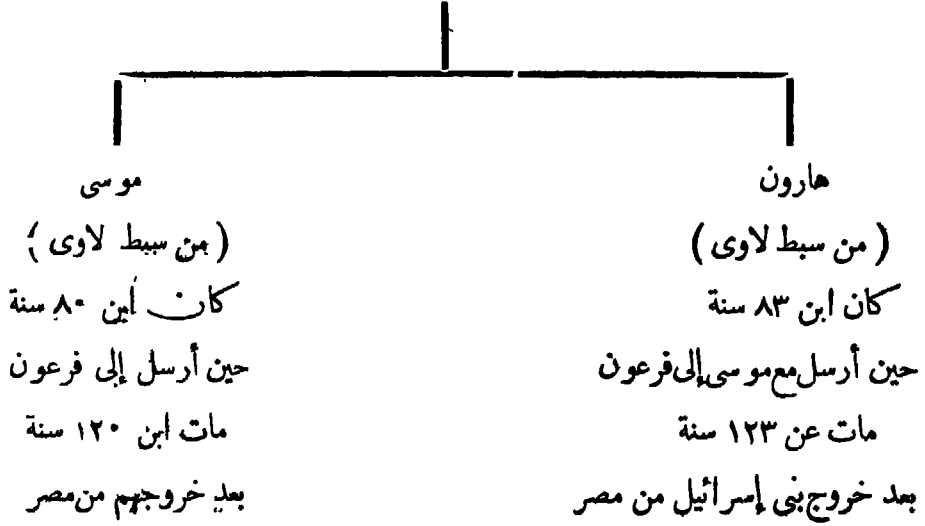 هارون
( من سبط لاوى )
كان ابن ٨٣ سنة
حين أرسل مع موسى إلى فرعون
مات عن ١٢٣ سنة
بعد خروج بنى إسرائيل من مصر
موسى
( من سبط لاوى )
كان أبن ٨٠ سنة
حين أرسل إلى فرعون
مات ابن ١٢٠ سنة
بعد خروجهم من مصر